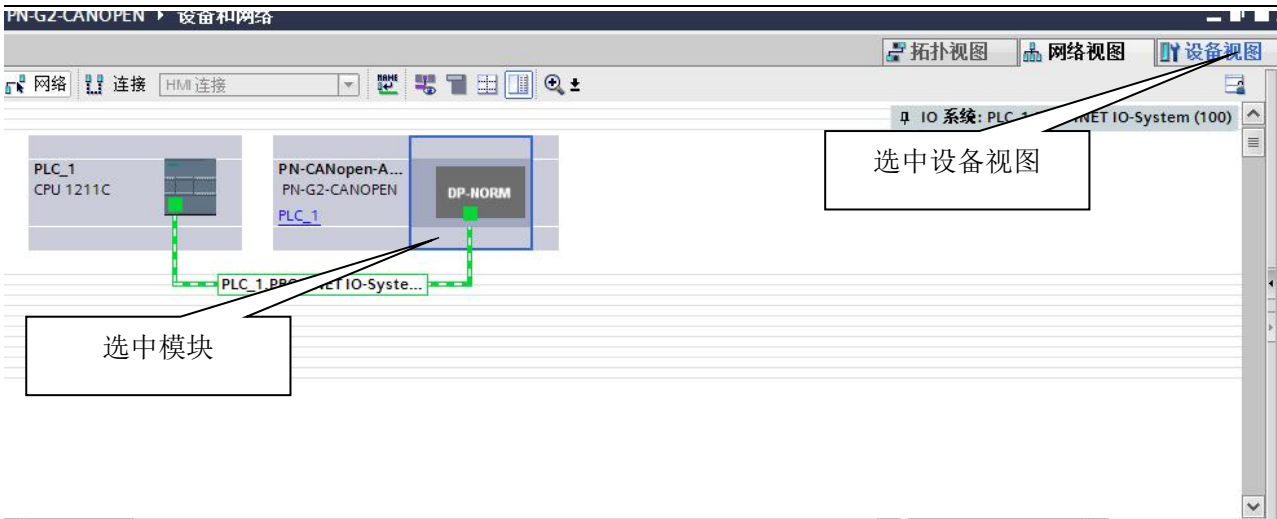 PN-G2-CANOPEN ▸ 设备和网络
拓扑视图 网络视图 设备视图
网络 连接 HMI 连接
IO 系统: PLC_1 IO-System (100)
选中设备视图
PLC_1
CPU 1211C
PN-CANopen-A...
PN-G2-CANOPEN
PLC_1
DP-NORM
PLC_1.PROFINET IO-Syste...
选中模块